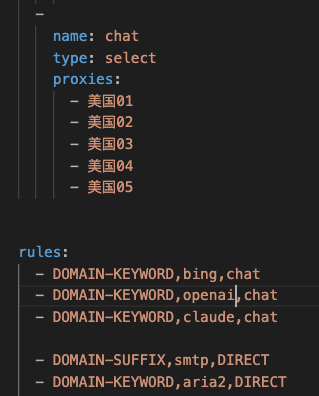 -
name: chat
type: select
proxies:
- 美国01
- 美国02
- 美国03
- 美国04
- 美国05
rules:
- DOMAIN-KEYWORD,bing,chat
- DOMAIN-KEYWORD,openai,chat
- DOMAIN-KEYWORD,claude,chat
- DOMAIN-SUFFIX,smtp,DIRECT
- DOMAIN-KEYWORD,aria2,DIRECT